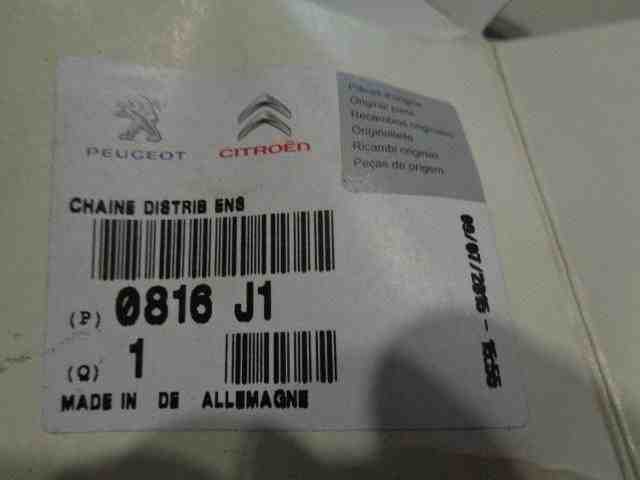 PEUGEOT
CITROËN
Pièces d'origine
Original parts
Recambios originales
Originalteile
Ricambi originali
Peças de origem
CHAINE DISTRIB ENS
(P) 0816 J1
(Q) 1
MADE IN DE ALLEMAGNE